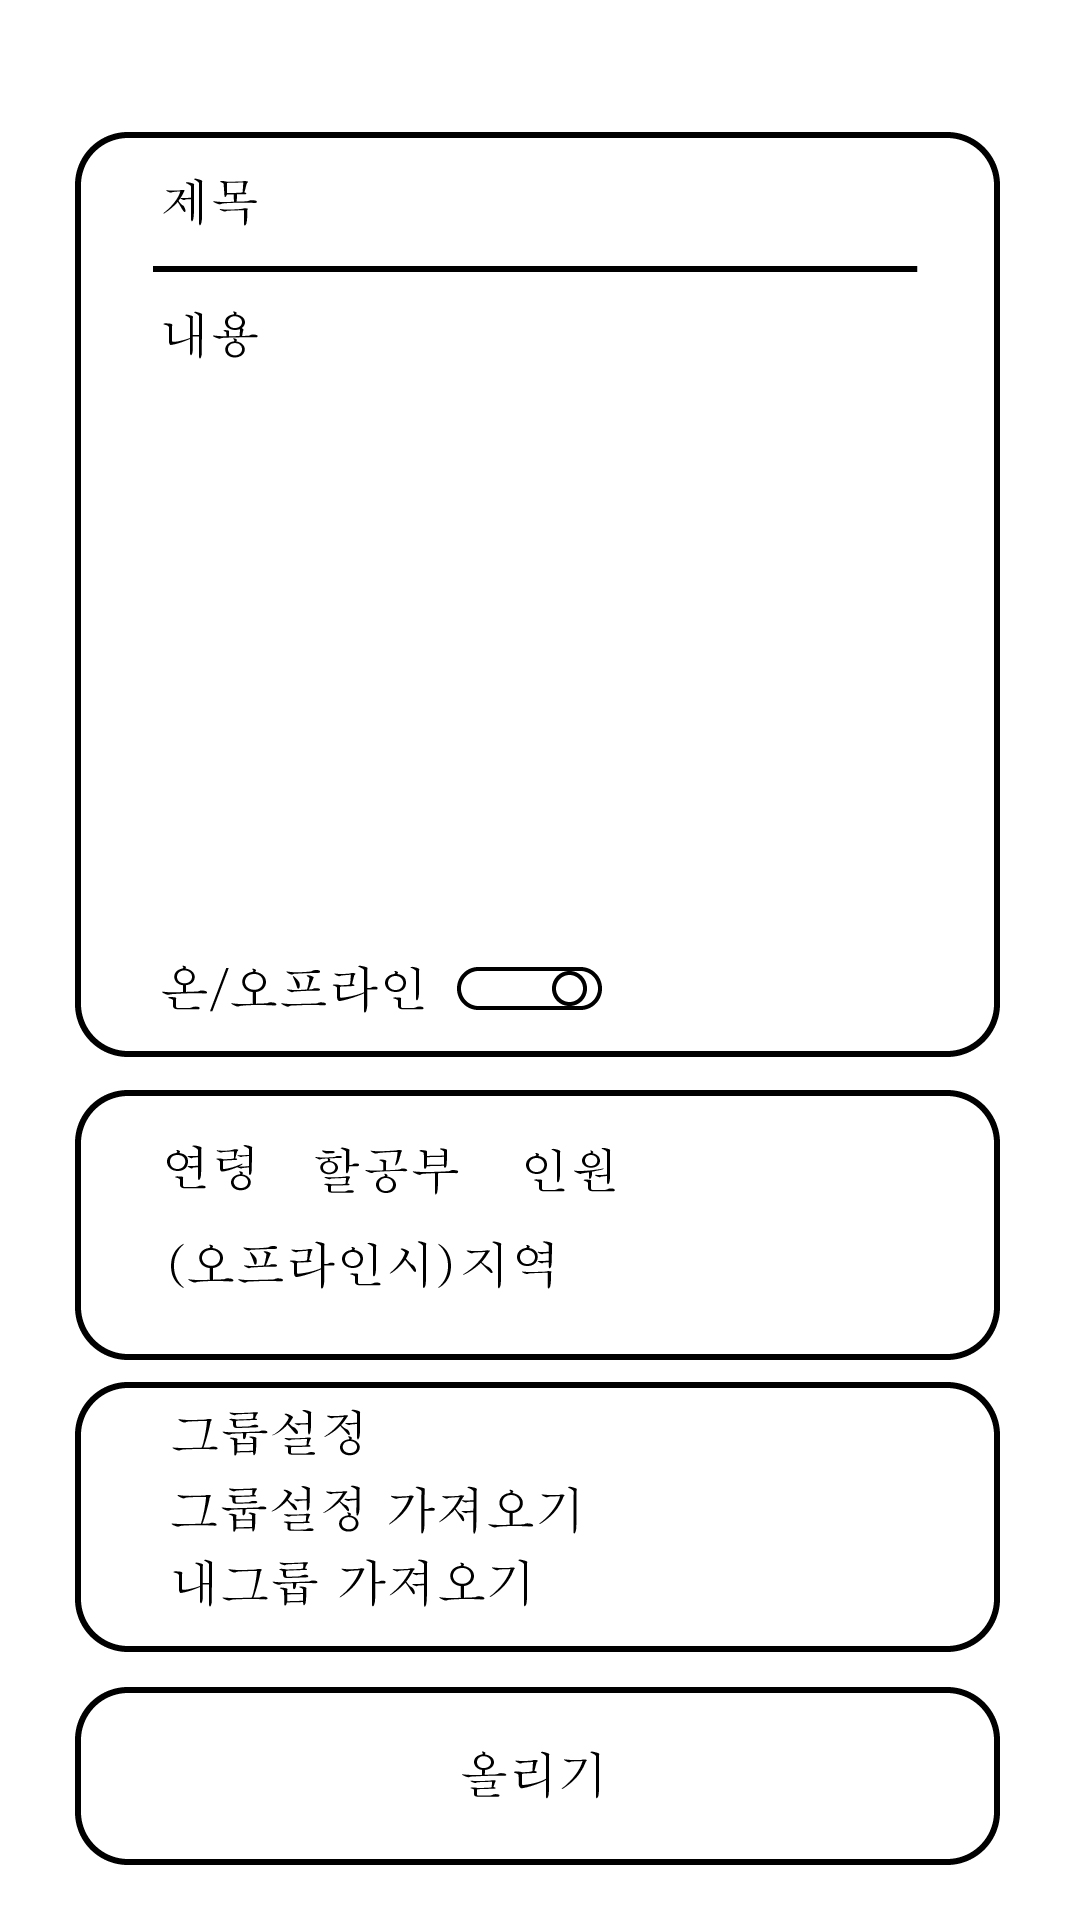 제목
내용
온/오프라인
연령 할공부 인원
(오프라인시)지역
그룹설정
그룹설정 가져오기
내그룹 가져오기
올리기